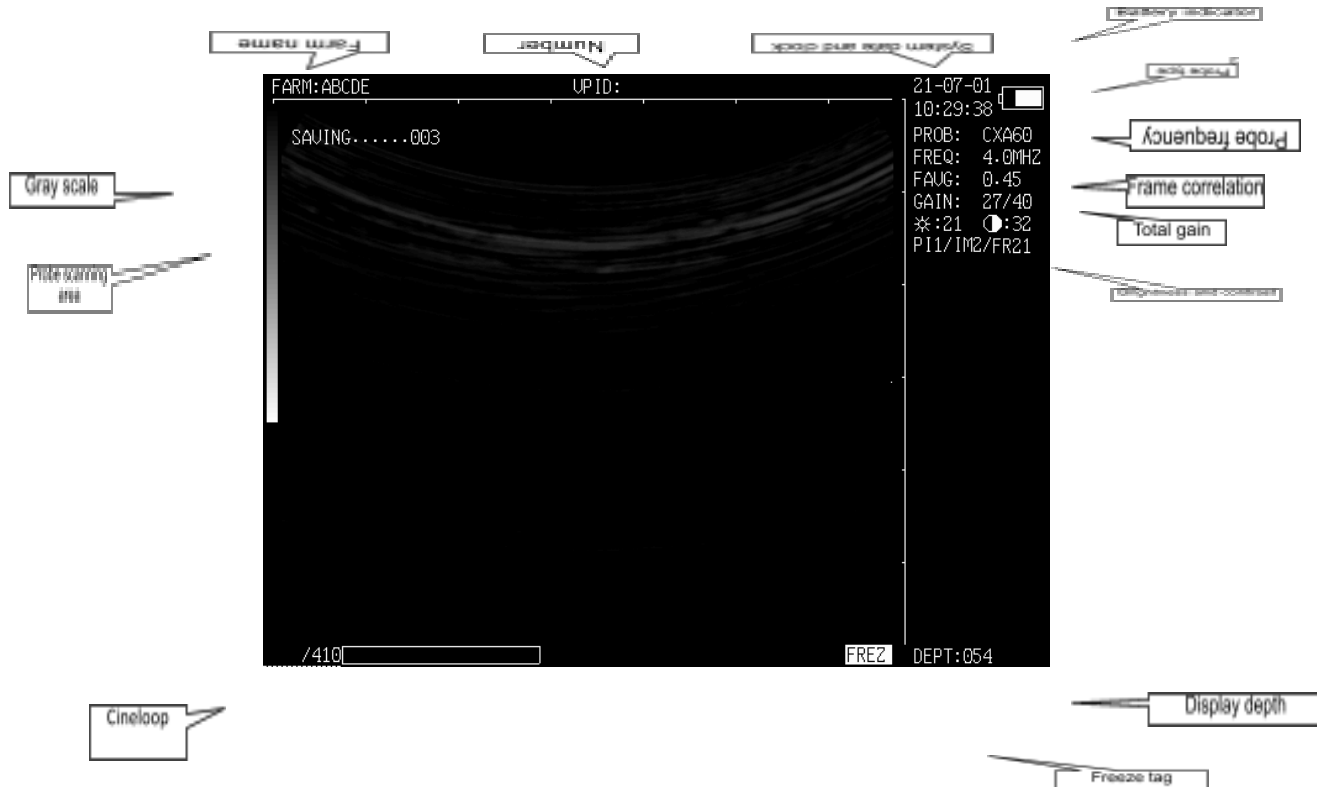 Battery indication
Farm name
Number
System date and clock
Probe type
FARM:ABCDE
VPID:
21-07-01
10:29:38
SAVING......003
PROB: CXA60
FREQ: 4.0MHZ
FAVG: 0.45
GAIN: 27/40
☼:21 ◑:32
PI1/IM2/FR21
Probe frequency
Gray scale
Frame correlation
Total gain
Probe scanning
area
Brightness and contrast
/410
FREZ
DEPT:054
Cineloop
Display depth
Freeze tag